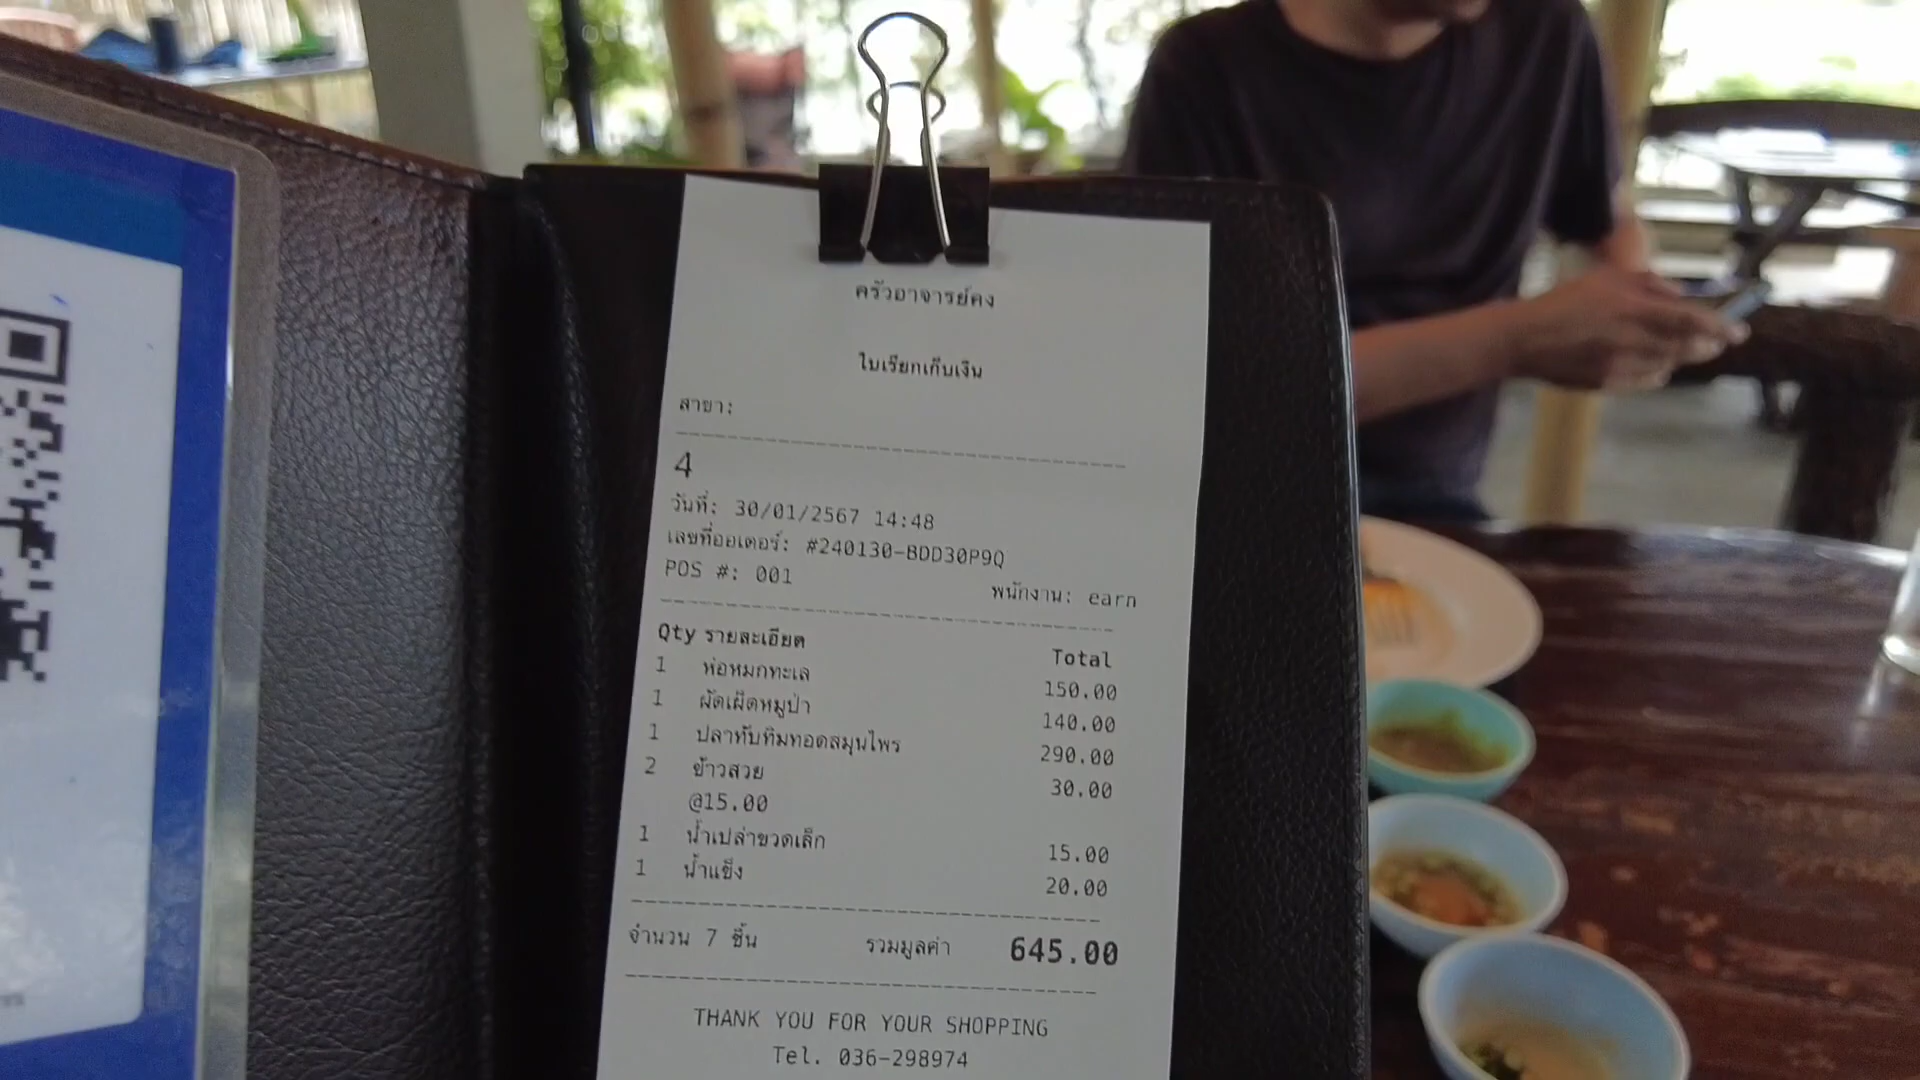 ครัวอาจารย์คง
ใบเรียกเก็บเงิน
สาขา:
4
วันที่: 30/01/2567 14:48
เลขที่ออเดอร์: #240130-BDD30P9Q
POS #: 001 พนักงาน: earn
Qty รายละเอียด Total
1 ห่อหมกทะเล 150.00
1 ผัดเผ็ดหมูป่า 140.00
1 ปลาทับทิมทอดสมุนไพร 290.00
2 ข้าวสวย 30.00
@15.00
1 น้ำเปล่าขวดเล็ก 15.00
1 น้ำแข็ง 20.00
จำนวน 7 ชิ้น รวมมูลค่า 645.00
THANK YOU FOR YOUR SHOPPING
Tel. 036-298974